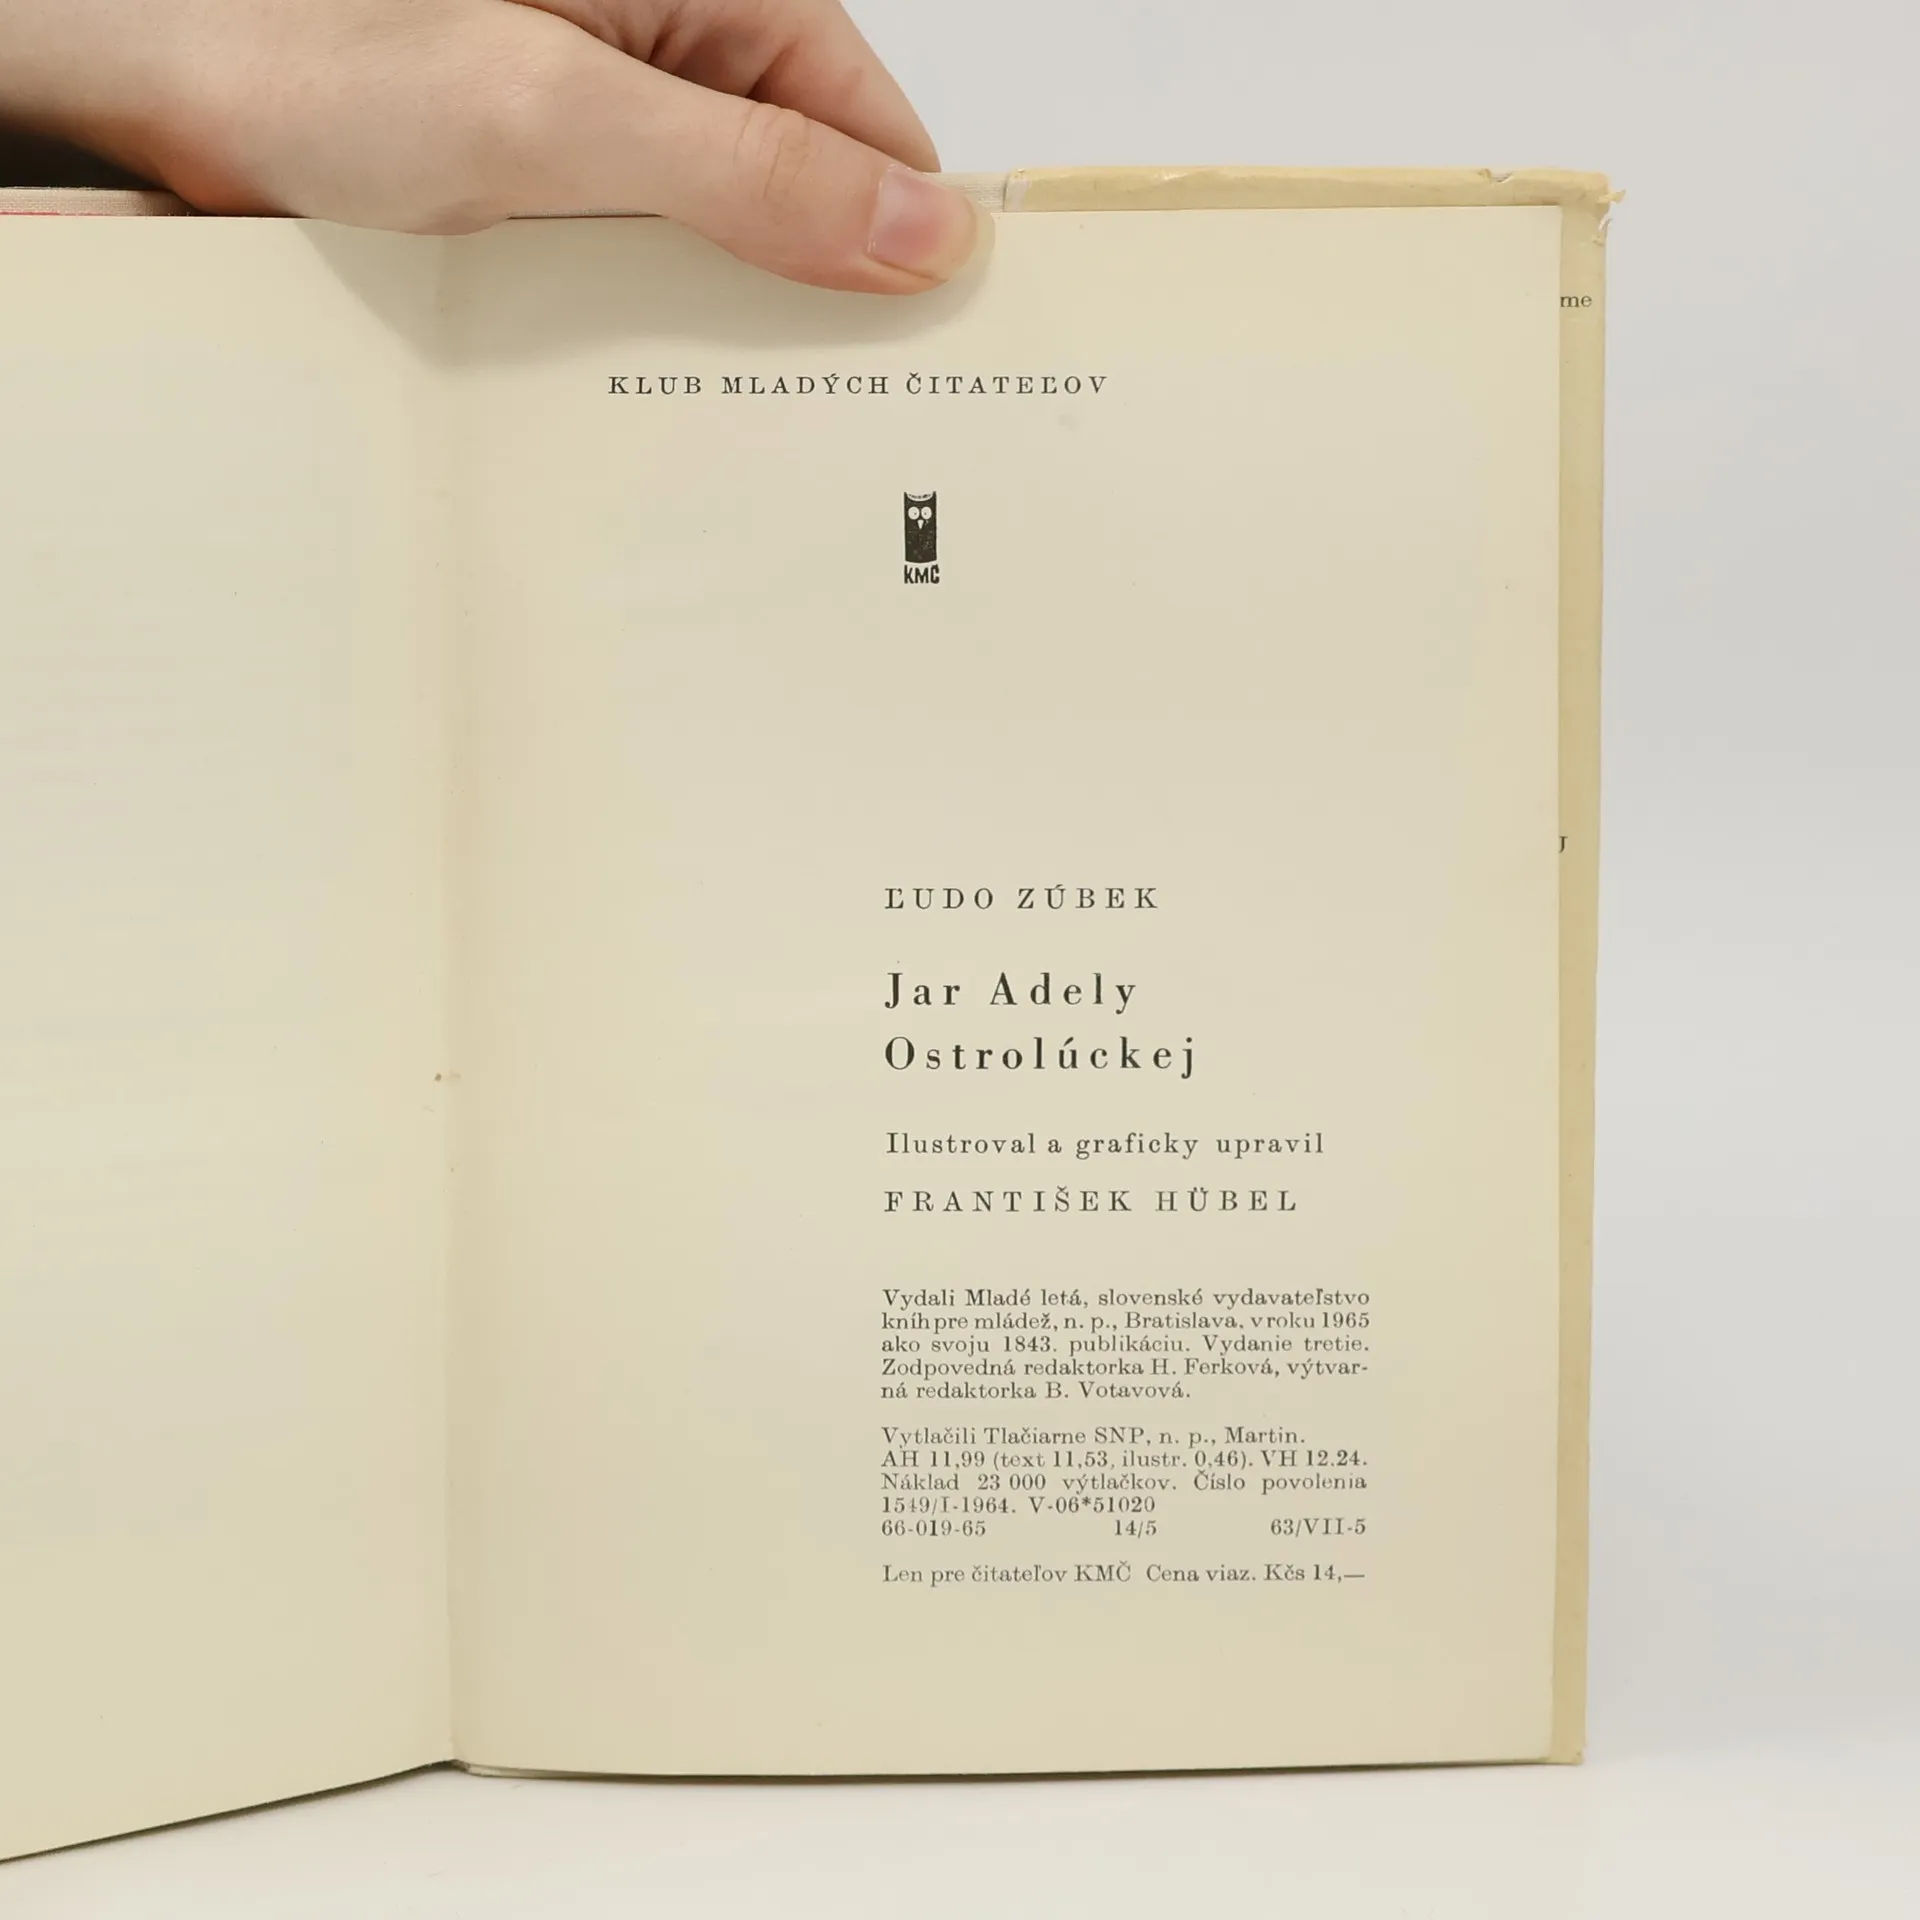 me
KLUB MLADÝCH ČITATEĽOV
KMČ
J
ĽUDO ZÚBEK
Jar Adely
Ostrolúckej
Ilustroval a graficky upravil
FRANTIŠEK HÜBEL
Vydali Mladé letá, slovenské vydavateľstvo
kníh pre mládež, n. p., Bratislava, v roku 1965
ako svoju 1843. publikáciu. Vydanie tretie.
Zodpovedná redaktorka H. Ferková, výtvar-
ná redaktorka B. Votavová.
Vytlačili Tlačiarne SNP, n. p., Martin.
AH 11,99 (text 11,53, ilustr. 0,46). VH 12.24.
Náklad 23 000 výtlačkov. Číslo povolenia
1549/I-1964. V-06*51020
66-019-65 14/5 63/VII-5
Len pre čitateľov KMČ Cena viaz. Kčs 14,—